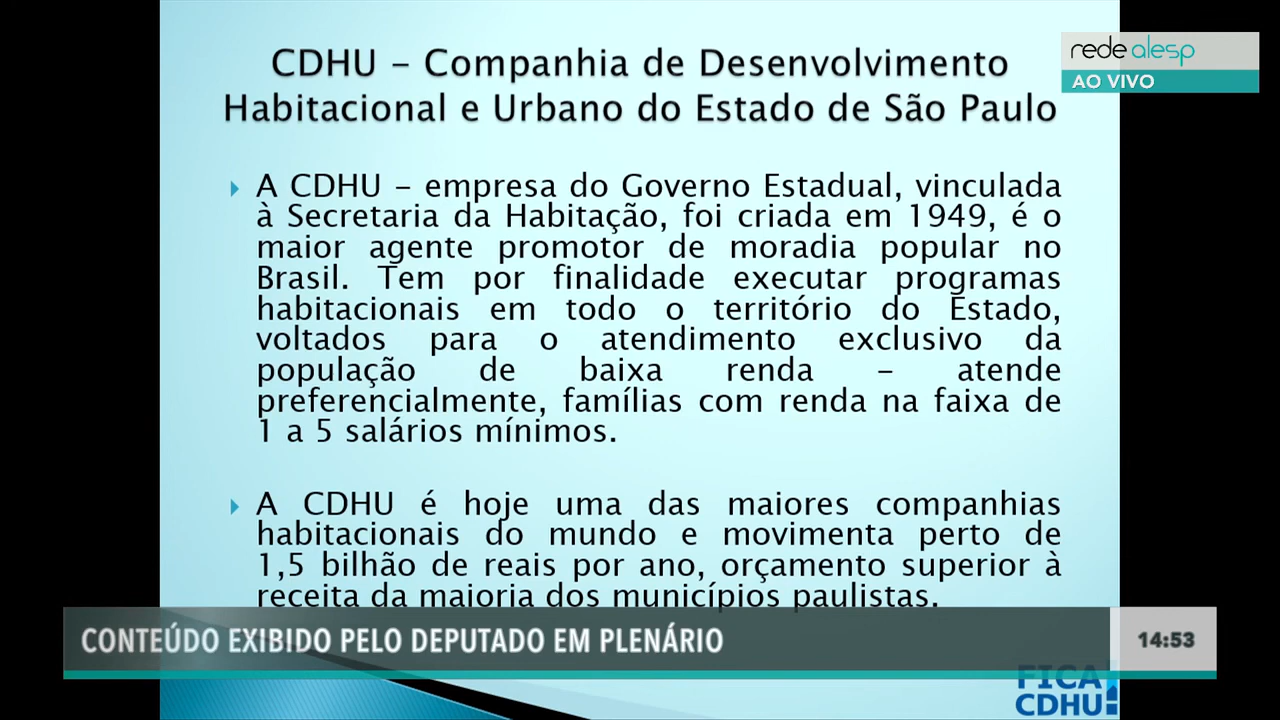 CDHU – Companhia de Desenvolvimento
Habitacional e Urbano do Estado de São Paulo
rede alesp
AO VIVO
A CDHU – empresa do Governo Estadual, vinculada
à Secretaria da Habitação, foi criada em 1949, é o
maior agente promotor de moradia popular no
Brasil. Tem por finalidade executar programas
habitacionais em todo o território do Estado,
voltados para o atendimento exclusivo da
população de baixa renda – atende
preferencialmente, famílias com renda na faixa de
1 a 5 salários mínimos.
A CDHU é hoje uma das maiores companhias
habitacionais do mundo e movimenta perto de
1,5 bilhão de reais por ano, orçamento superior à
receita da maioria dos municípios paulistas.
CONTEÚDO EXIBIDO PELO DEPUTADO EM PLENÁRIO
14:53
FICA
CDHU!